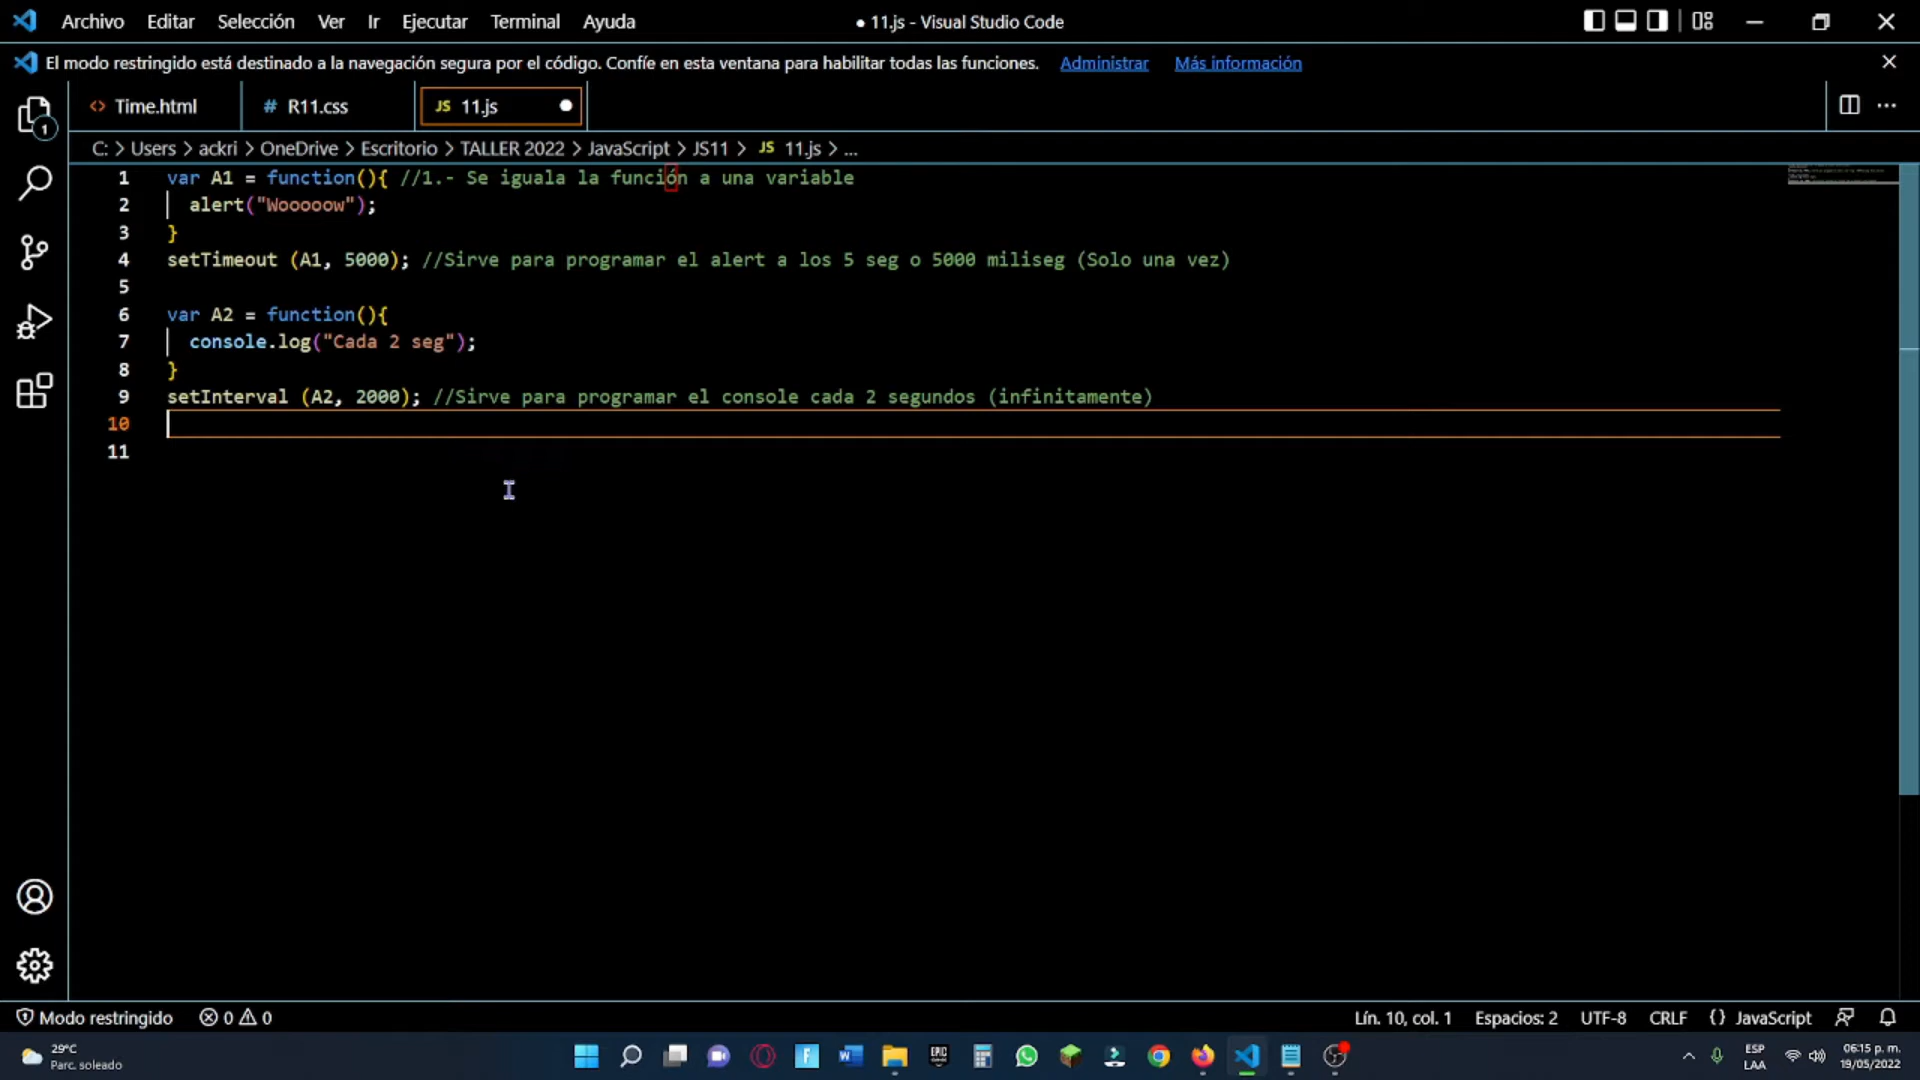 Archivo Editar Selección Ver Ir Ejecutar Terminal Ayuda
● 11.js - Visual Studio Code
El modo restringido está destinado a la navegación segura por el código. Confíe en esta ventana para habilitar todas las funciones. Administrar Más información
Time.html
# R11.css
JS 11.js
C: > Users > ackri > OneDrive > Escritorio > TALLER 2022 > JavaScript > JS11 > JS 11.js > ...
1 var A1 = function(){ //1.- Se iguala la función a una variable
2 alert("Wooooow");
3 }
4 setTimeout (A1, 5000); //Sirve para programar el alert a los 5 seg o 5000 miliseg (Solo una vez)
5
6 var A2 = function(){
7 console.log("Cada 2 seg");
8 }
9 setInterval (A2, 2000); //Sirve para programar el console cada 2 segundos (infinitamente)
10
11
1
Modo restringido 0 0
Lín. 10, col. 1 Espacios: 2 UTF-8 CRLF {} JavaScript
29°C
Parc. soleado
EPIC
ESP
LAA
06:15 p. m.
19/05/2022